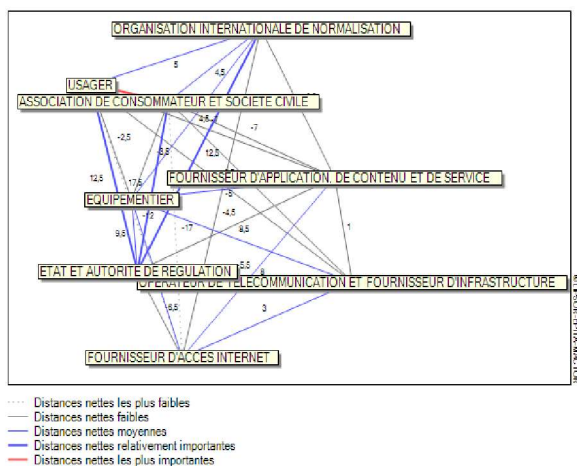 ORGANISATION INTERNATIONALE DE NORMALISATION
5
4,5
USAGER
ASSOCIATION DE CONSOMMATEUR ET SOCIETE CIVILE
4,5
-7
-2,5
-3,5
12,5
12,5
17,5
FOURNISSEUR D'APPLICATION, DE CONTENU ET DE SERVICE
-5
EQUIPEMENTIER
-12
-4,5
9,5
-17
8,5
1
5,5
8
ETAT ET AUTORITE DE REGULATION
OPERATEUR DE TELECOMMUNICATION ET FOURNISSEUR D'INFRASTRUCTURE
-6,5
3
FOURNISSEUR D'ACCES INTERNET
Distances nettes les plus faibles
Distances nettes faibles
Distances nettes moyennes
Distances nettes relativement importantes
Distances nettes les plus importantes